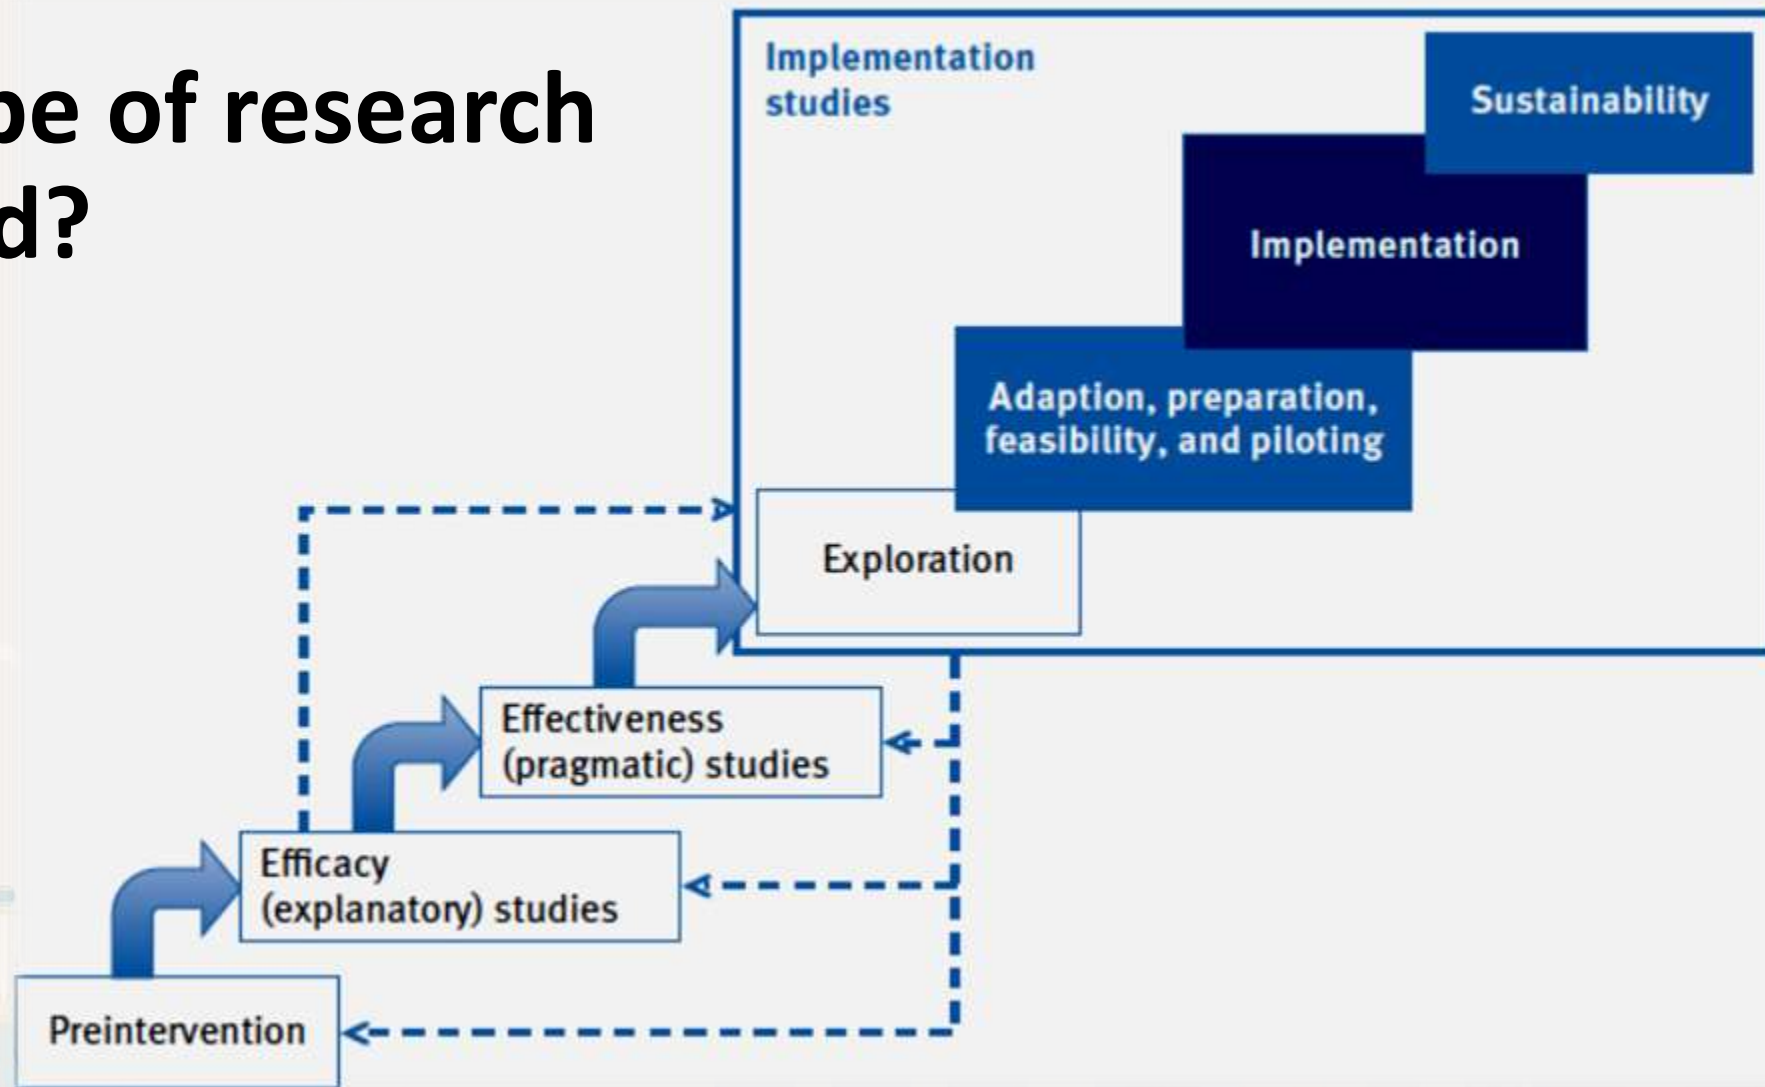 of research
Implementation
studies
Sustainability
Implementation
Adaption, preparation,
feasibility, and piloting
Exploration
Effectiveness
(pragmatic) studies
Efficacy
(explanatory) studies
Preintervention